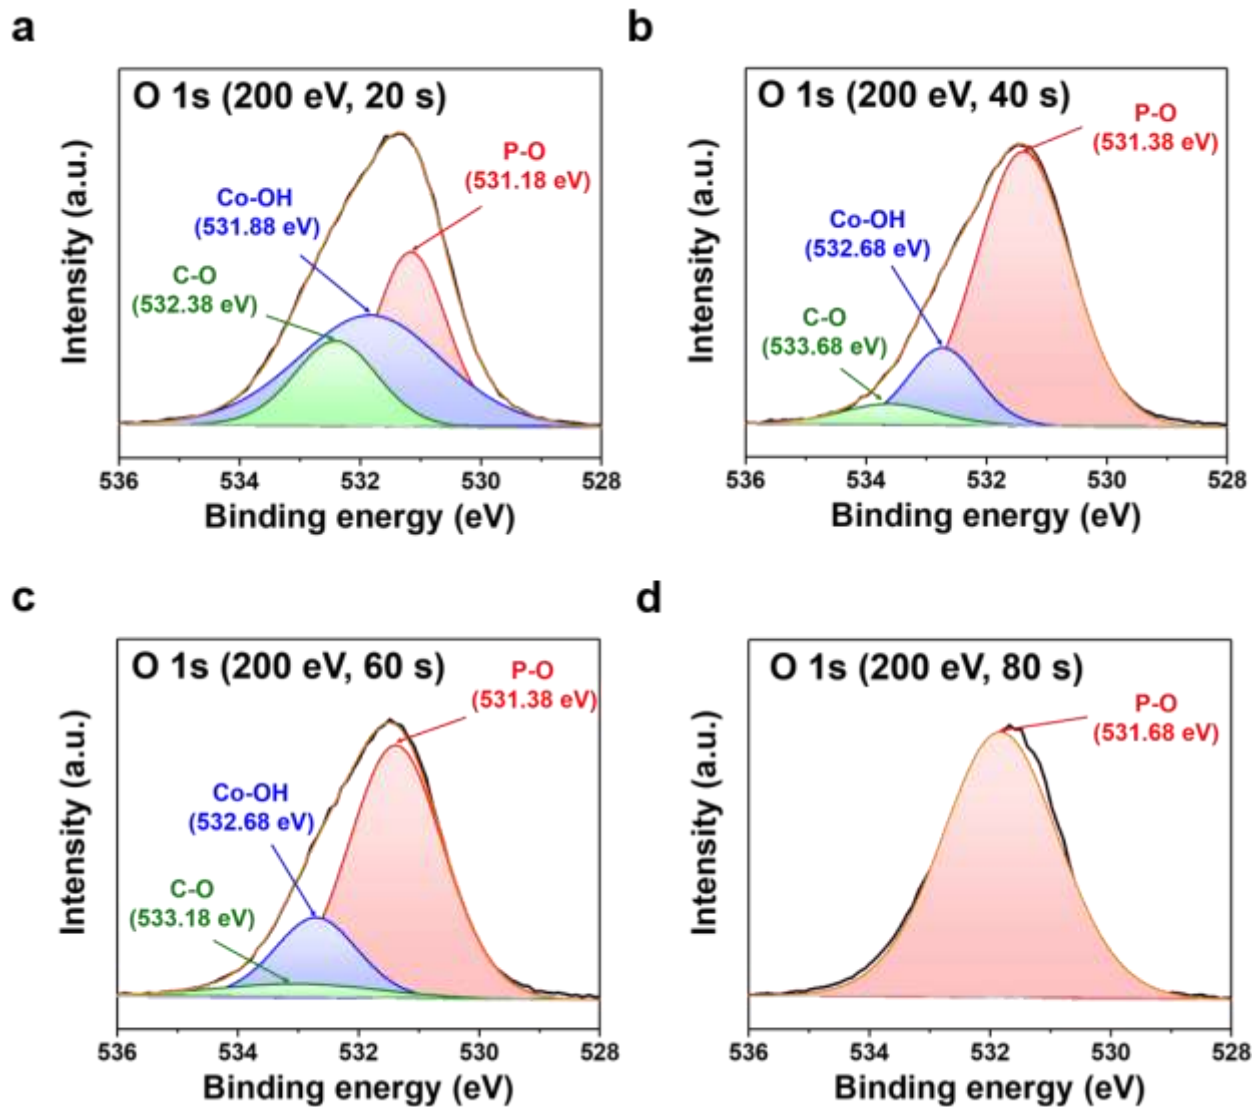 a
O 1s (200 eV, 20 s)
P-O
(531.18 eV)
Co-OH
(531.88 eV)
C-O
(532.38 eV)
Intensity (a.u.)
536 534 532 530 528
Binding energy (eV)
b
O 1s (200 eV, 40 s)
P-O
(531.38 eV)
Co-OH
(532.68 eV)
C-O
(533.68 eV)
Intensity (a.u.)
536 534 532 530 528
Binding energy (eV)
c
O 1s (200 eV, 60 s)
P-O
(531.38 eV)
Co-OH
(532.68 eV)
C-O
(533.18 eV)
Intensity (a.u.)
536 534 532 530 528
Binding energy (eV)
d
O 1s (200 eV, 80 s)
P-O
(531.68 eV)
Intensity (a.u.)
536 534 532 530 528
Binding energy (eV)